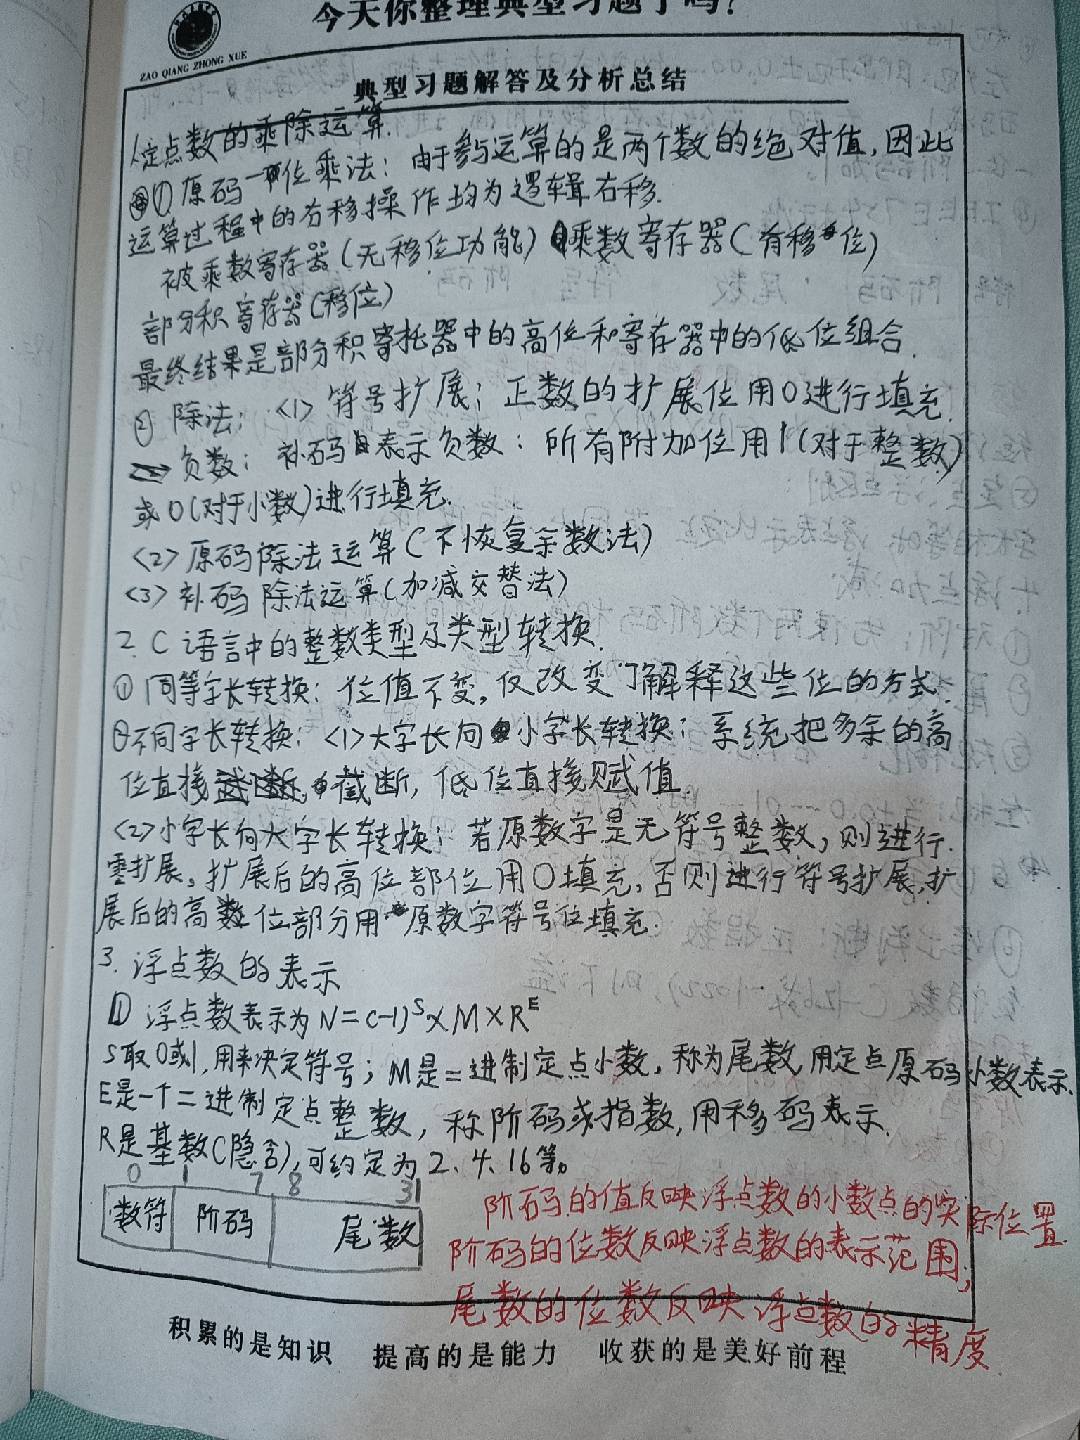 今天你整理典型习题了吗?
ZAO QIANG ZHONG XUE
典型习题解答及分析总结
1.定点数的乘除运算.
①原码一位乘法:由于参与运算的是两个数的绝对值,因此
运算过程中的右移操作均为逻辑右移.
被乘数寄存器(无移位功能) 乘数寄存器(有移位)
部分积寄存器(移位)
最终结果是部分积寄存器中的高位和寄存器中的低位组合.
② 除法:<1> 符号扩展:正数的扩展位用0进行填充.
负数:补码表示负数:所有附加位用1(对于整数)
或0(对于小数)进行填充.
<2>原码除法运算(不恢复余数法)
<3>补码除法运算(加减交替法)
2.C语言中的整数类型及类型转换.
①同等字长转换:位值不变,仅改变了解释这些位的方式.
②不同字长转换:<1>大字长向小字长转换:系统把多余的高
位直接截断,低位直接赋值.
<2>小字长向大字长转换:若原数字是无符号整数,则进行
零扩展,扩展后的高位部位用0填充,否则进行符号扩展,扩
展后的高位部分用原数字符号位填充.
3.浮点数的表示
① 浮点数表示为N=(-1)ˢ×M×Rᴱ
S取0或1,用来决定符号;M是二进制定点小数,称为尾数,用定点原码小数表示.
E是一个二进制定点整数,称阶码或指数,用移码表示.
R是基数(隐含),可约定为2、4、16等。
0 1 7 8 31
数符 阶码 尾数
阶码的值反映浮点数的小数点的实际位置
阶码的位数反映浮点数的表示范围;
尾数的位数反映浮点数的精度.
积累的是知识 提高的是能力 收获的是美好前程